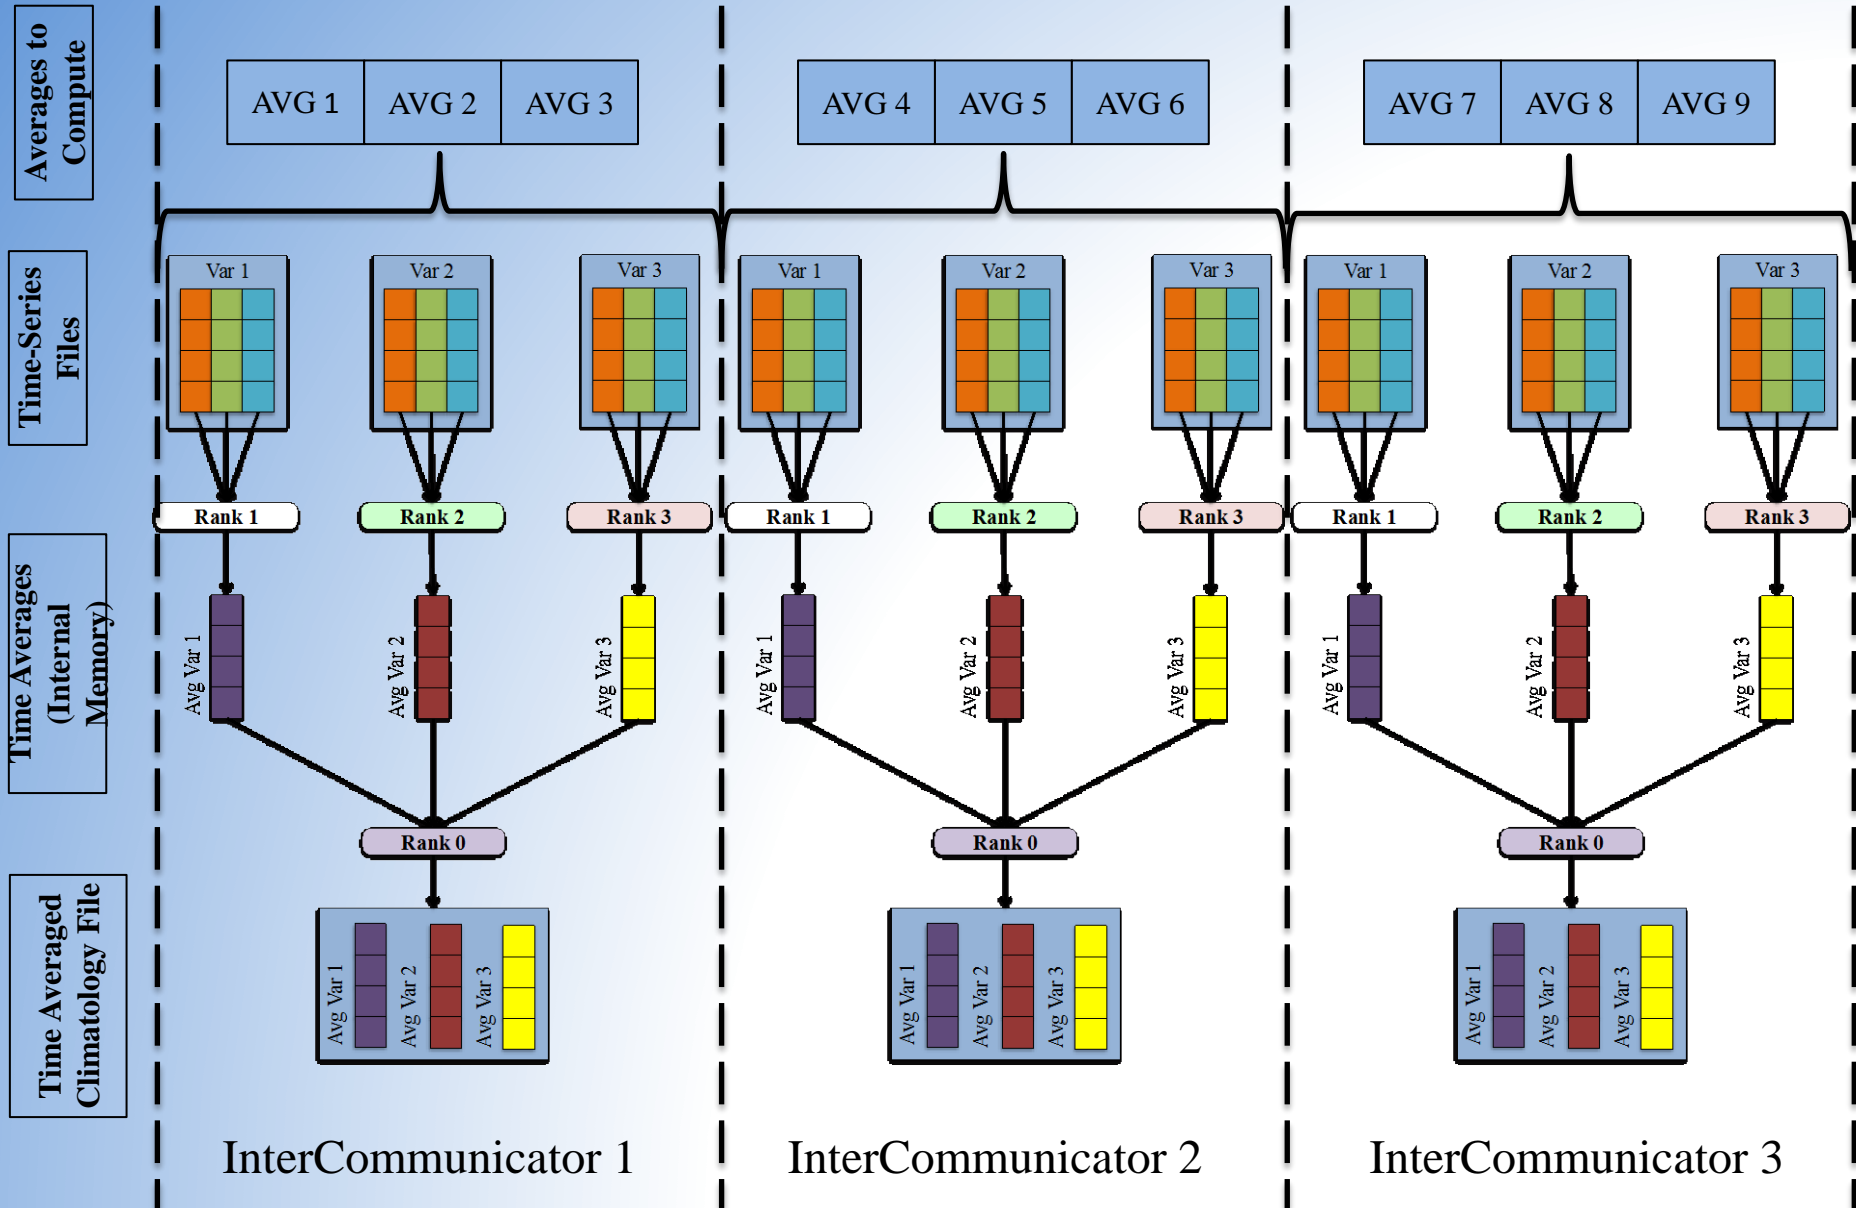 Averages to
Compute
AVG 1 AVG 2 AVG 3
AVG 4 AVG 5 AVG 6
AVG 7 AVG 8 AVG 9
Time-Series
Files
Var 1 Var 2 Var 3
Var 1 Var 2 Var 3
Var 1 Var 2 Var 3
Rank 1 Rank 2 Rank 3
Rank 1 Rank 2 Rank 3
Rank 1 Rank 2 Rank 3
Time Averages
(Internal
Memory)
Avg Var 1
Avg Var 2
Avg Var 3
Avg Var 1
Avg Var 2
Avg Var 3
Avg Var 1
Avg Var 2
Avg Var 3
Rank 0
Rank 0
Rank 0
Time Averaged
Climatology File
Avg Var 1
Avg Var 2
Avg Var 3
Avg Var 1
Avg Var 2
Avg Var 3
Avg Var 1
Avg Var 2
Avg Var 3
InterCommunicator 1
InterCommunicator 2
InterCommunicator 3